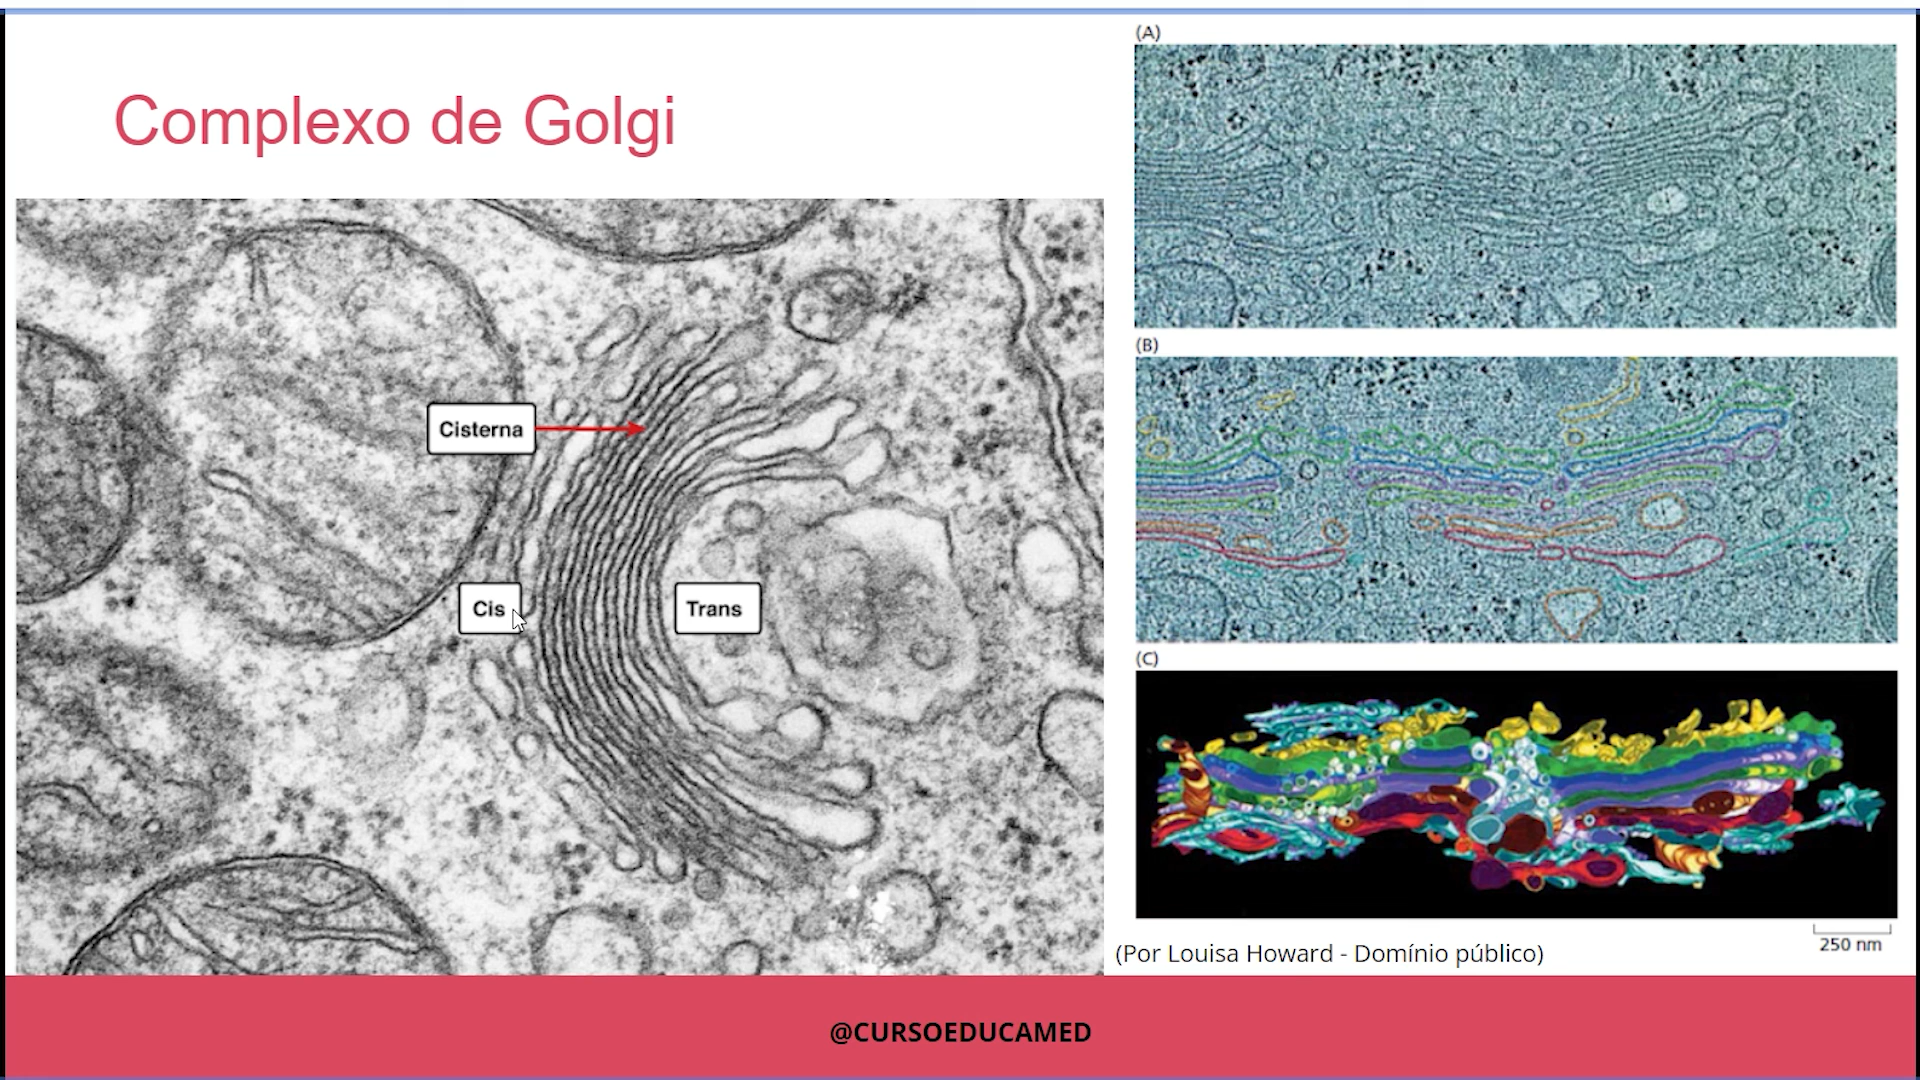 Complexo de Golgi
Cisterna
Cis
Trans
(A)
(B)
(C)
250 nm
(Por Louisa Howard - Domínio público)
@CURSOEDUCAMED